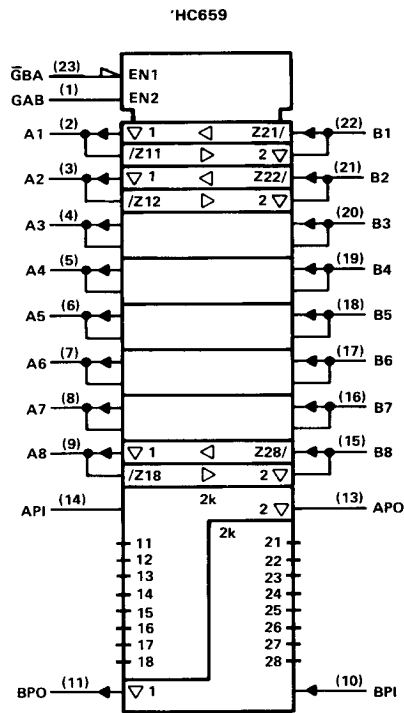 'HC659
G̅BA (23) EN1
GAB (1) EN2
A1 (2) ▽ 1 ◁ Z21/ (22) B1
/Z11 ▷ 2 ▽
A2 (3) ▽ 1 ◁ Z22/ (21) B2
/Z12 ▷ 2 ▽
A3 (4) (20) B3
A4 (5) (19) B4
A5 (6) (18) B5
A6 (7) (17) B6
A7 (8) (16) B7
A8 (9) ▽ 1 ◁ Z28/ (15) B8
/Z18 ▷ 2 ▽
2k
API (14) 2 ▽ (13) APO
2k
11 21
12 22
13 23
14 24
15 25
16 26
17 27
18 28
BPO (11) ▽ 1 (10) BPI